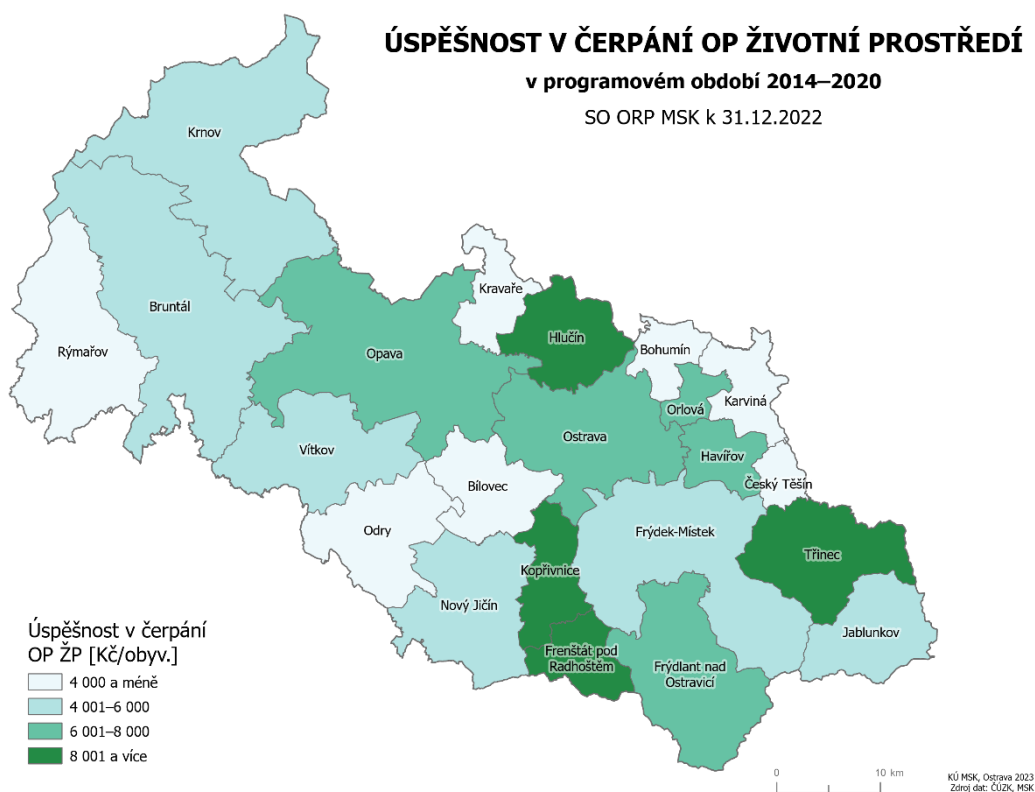 ÚSPĚŠNOST V ČERPÁNÍ OP ŽIVOTNÍ PROSTŘEDÍ
v programovém období 2014–2020
SO ORP MSK k 31.12.2022
Krnov
Bruntál
Rýmařov
Kravaře
Hlučín
Opava
Bohumín
Karviná
Orlová
Ostrava
Vítkov
Havířov
Český Těšín
Bílovec
Odry
Frýdek-Místek
Třinec
Kopřivnice
Nový Jičín
Jablunkov
Frenštát pod
Radhoštěm
Frýdlant nad
Ostravicí
Úspěšnost v čerpání
OP ŽP [Kč/obyv.]
4 000 a méně
4 001–6 000
6 001–8 000
8 001 a více
0 10 km
KÚ MSK, Ostrava 2023
Zdroj dat: ČÚZK, MSK